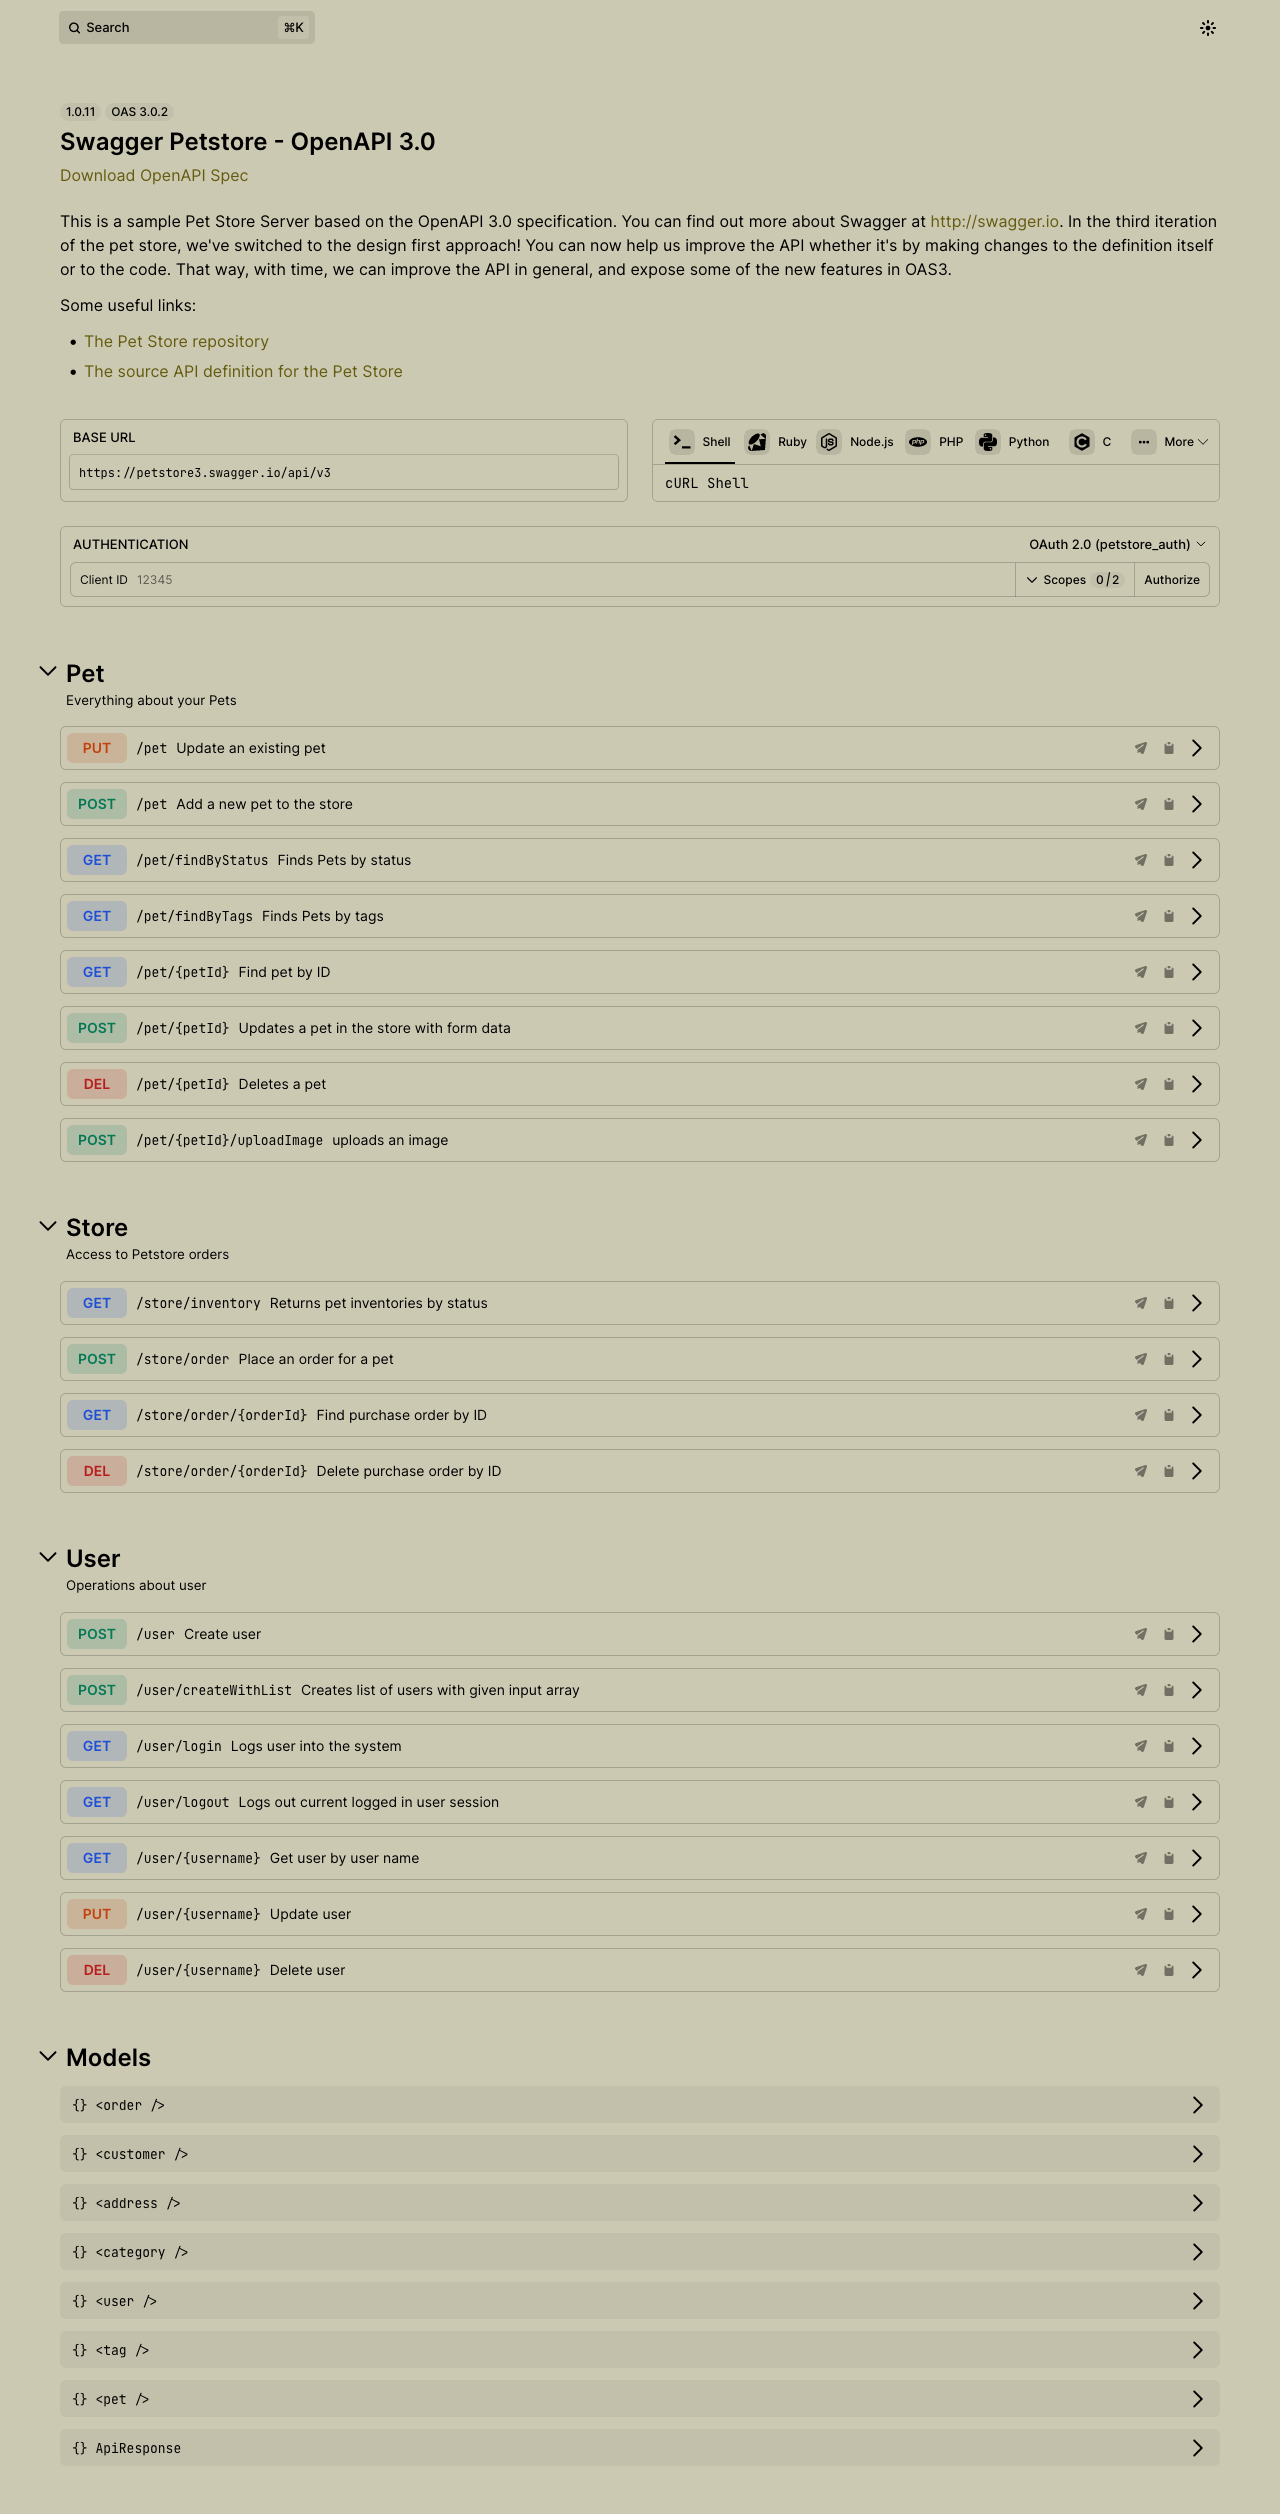 Search ⌘K
1.0.11 OAS 3.0.2
Swagger Petstore - OpenAPI 3.0
Download OpenAPI Spec
This is a sample Pet Store Server based on the OpenAPI 3.0 specification. You can find out more about Swagger at http://swagger.io. In the third iteration
of the pet store, we've switched to the design first approach! You can now help us improve the API whether it's by making changes to the definition itself
or to the code. That way, with time, we can improve the API in general, and expose some of the new features in OAS3.
Some useful links:
• The Pet Store repository
• The source API definition for the Pet Store
BASE URL
https://petstore3.swagger.io/api/v3
Shell Ruby Node.js php PHP Python C More
cURL Shell
AUTHENTICATION OAuth 2.0 (petstore_auth)
Client ID 12345 Scopes 0/2 Authorize
Pet
Everything about your Pets
PUT /pet Update an existing pet
POST /pet Add a new pet to the store
GET /pet/findByStatus Finds Pets by status
GET /pet/findByTags Finds Pets by tags
GET /pet/{petId} Find pet by ID
POST /pet/{petId} Updates a pet in the store with form data
DEL /pet/{petId} Deletes a pet
POST /pet/{petId}/uploadImage uploads an image
Store
Access to Petstore orders
GET /store/inventory Returns pet inventories by status
POST /store/order Place an order for a pet
GET /store/order/{orderId} Find purchase order by ID
DEL /store/order/{orderId} Delete purchase order by ID
User
Operations about user
POST /user Create user
POST /user/createWithList Creates list of users with given input array
GET /user/login Logs user into the system
GET /user/logout Logs out current logged in user session
GET /user/{username} Get user by user name
PUT /user/{username} Update user
DEL /user/{username} Delete user
Models
{} <order />
{} <customer />
{} <address />
{} <category />
{} <user />
{} <tag />
{} <pet />
{} ApiResponse